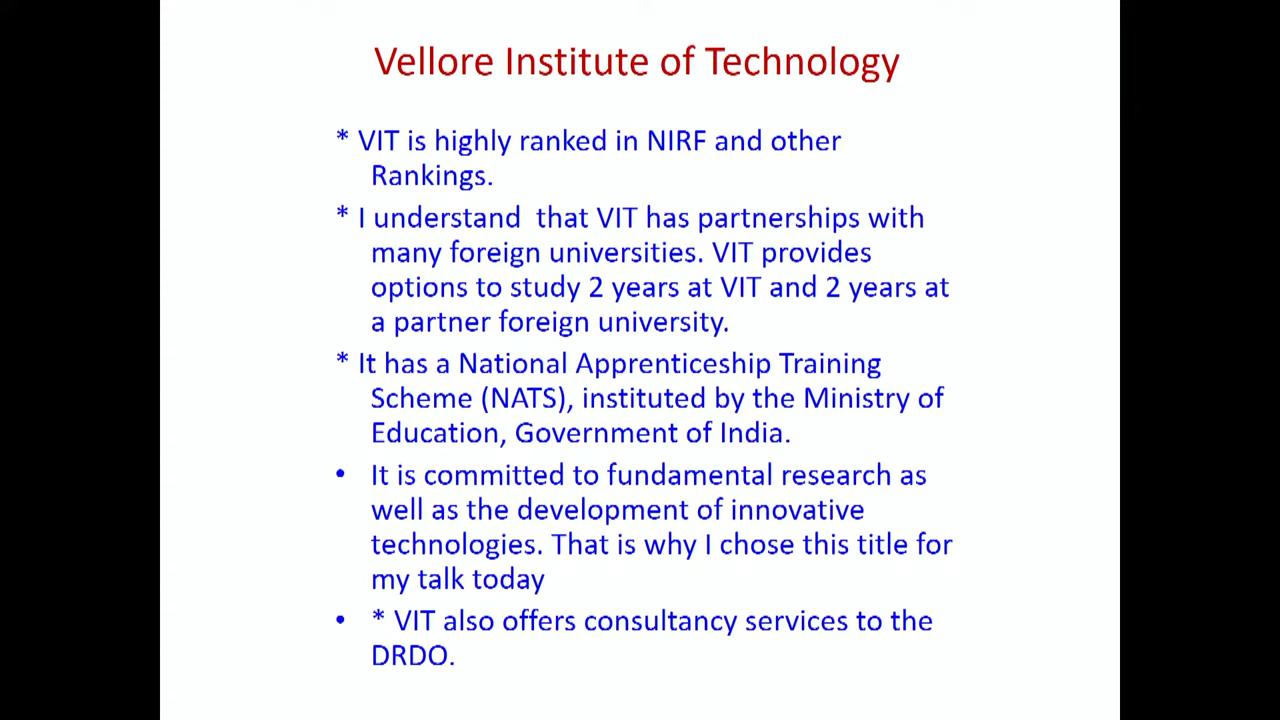 Vellore Institute of Technology
* VIT is highly ranked in NIRF and other
Rankings.
* I understand  that VIT has partnerships with
many foreign universities. VIT provides
options to study 2 years at VIT and 2 years at
a partner foreign university.
* It has a National Apprenticeship Training
Scheme (NATS), instituted by the Ministry of
Education, Government of India.
• It is committed to fundamental research as
well as the development of innovative
technologies. That is why I chose this title for
my talk today
• * VIT also offers consultancy services to the
DRDO.